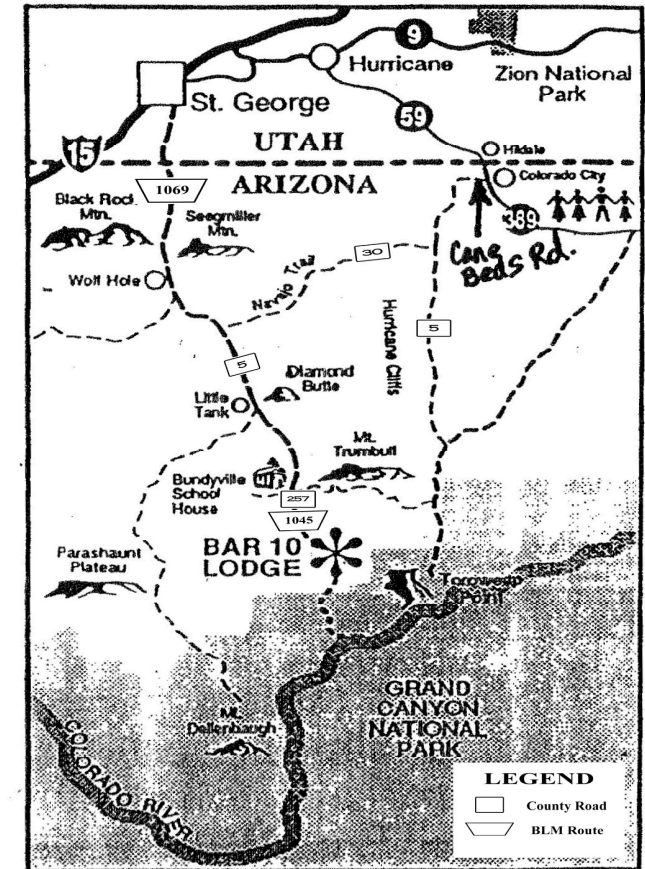 9
Hurricane
Zion National
Park
St. George
59
UTAH
Hildale
15
ARIZONA
1069
Colorado City
Black Rock
Mtn.
Seegmiller
Mtn.
389
Cane
Beds Rd.
30
Navajo Trail
Wolf Hole
Hurricane Cliffs
5
5
Diamond
Butte
Little
Tank
Mt.
Trumbull
Bundyville
School
House
257
1045
BAR 10
LODGE
Parashaunt
Plateau
Toroweap
Point
GRAND
CANYON
NATIONAL
PARK
Mt.
Dellenbaugh
COLORADO RIVER
LEGEND
County Road
BLM Route